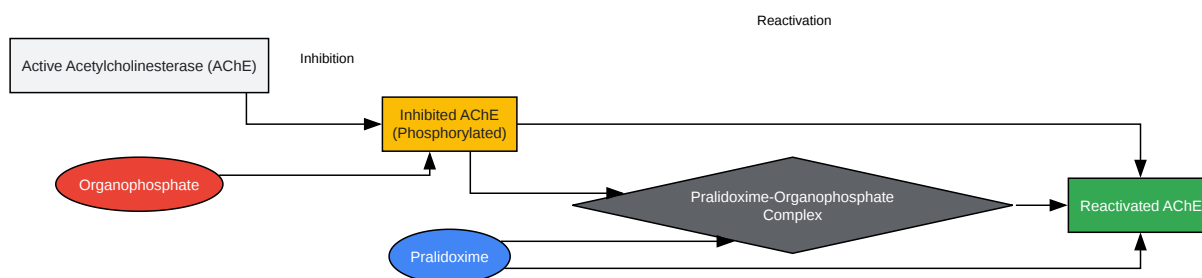 Reactivation
Inhibition
Active Acetylcholinesterase (AChE)
Inhibited AChE
(Phosphorylated)
Organophosphate
Pralidoxime-Organophosphate
Complex
Reactivated AChE
Pralidoxime